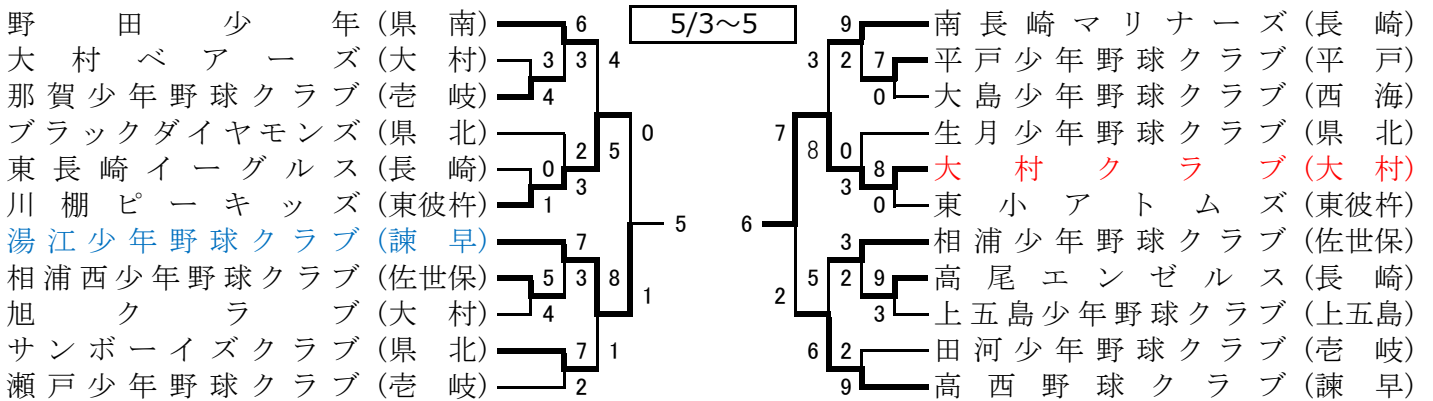 野田少年(県南) 6 5/3～5 9 南長崎マリナーズ(長崎)
大村ベアーズ(大村) 3 3 4 3 2 7 平戸少年野球クラブ(平戸)
那賀少年野球クラブ(壱岐) 4 0 大島少年野球クラブ(西海)
ブラックダイヤモンズ(県北) 2 5 0 7 8 0 生月少年野球クラブ(県北)
東長崎イーグルス(長崎) 0 3 3 8 大村クラブ(大村)
川棚ピーキッズ(東彼杵) 1 0 東小アトムズ(東彼杵)
5 6
湯江少年野球クラブ(諫早) 7 3 相浦少年野球クラブ(佐世保)
相浦西少年野球クラブ(佐世保) 5 3 8 5 2 9 高尾エンゼルス(長崎)
旭クラブ(大村) 4 1 2 3 上五島少年野球クラブ(上五島)
サンボーイズクラブ(県北) 7 1 6 2 田河少年野球クラブ(壱岐)
瀬戸少年野球クラブ(壱岐) 2 9 高西野球クラブ(諫早)